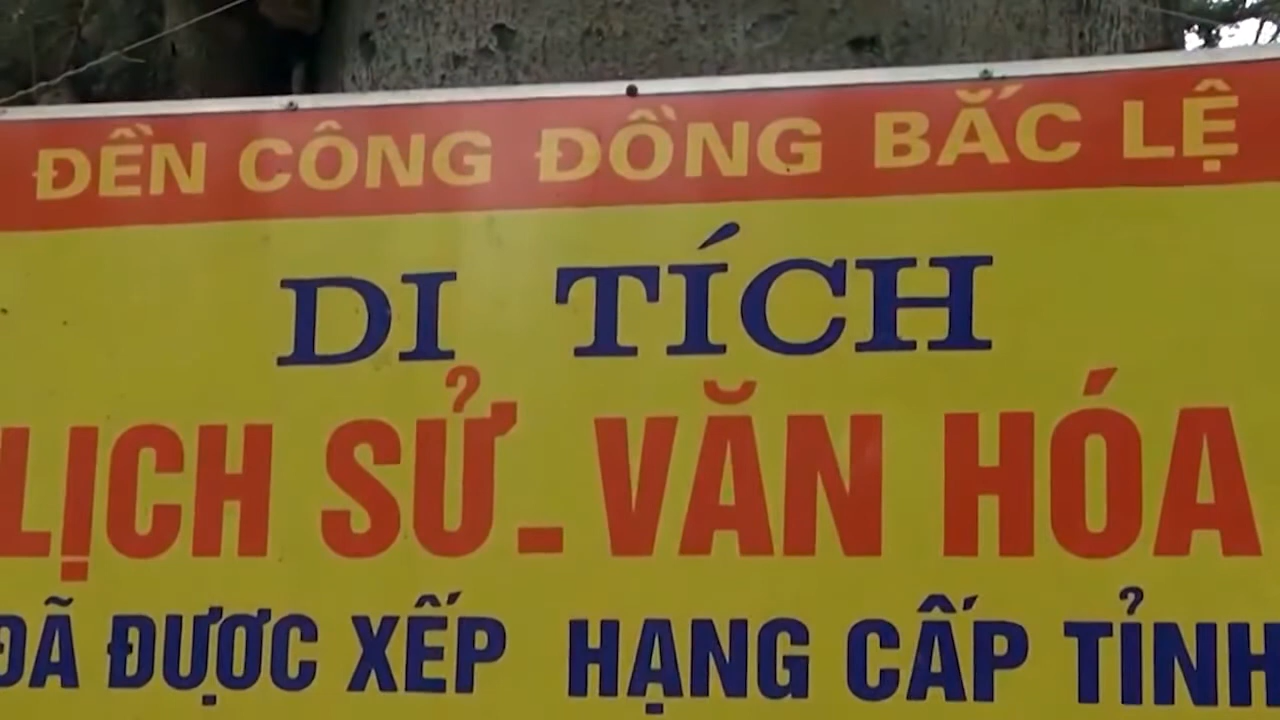 ĐỀN CÔNG ĐỒNG BẮC LỆ
DI TÍCH
LỊCH SỬ - VĂN HÓA
ĐÃ ĐƯỢC XẾP HẠNG CẤP TỈNH